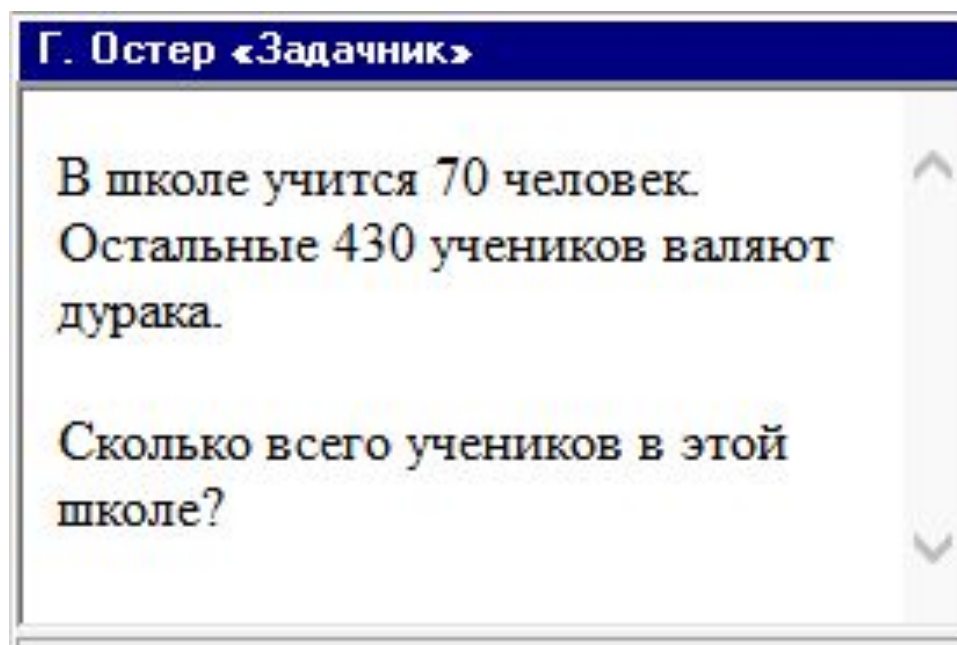 Г. Остер «Задачник»
В школе учится 70 человек.
Остальные 430 учеников валяют
дурака.
Сколько всего учеников в этой
школе?